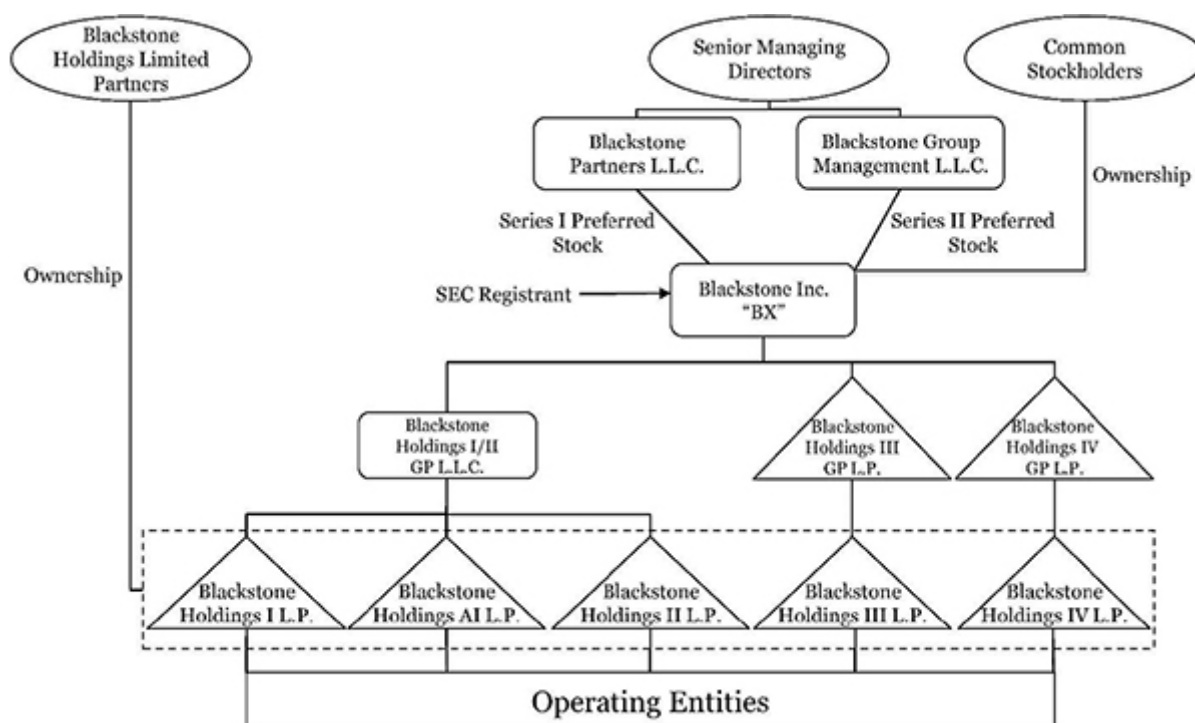 Blackstone
Holdings Limited
Partners
Senior Managing
Directors
Common
Stockholders
Blackstone
Partners L.L.C.
Blackstone Group
Management L.L.C.
Ownership
Series I Preferred
Stock
Series II Preferred
Stock
Ownership
SEC Registrant
Blackstone Inc.
“BX”
Blackstone
Holdings I/II
GP L.L.C.
Blackstone
Holdings III
GP L.P.
Blackstone
Holdings IV
GP L.P.
Blackstone
Holdings I L.P.
Blackstone
Holdings AI L.P.
Blackstone
Holdings II L.P.
Blackstone
Holdings III L.P.
Blackstone
Holdings IV L.P.
Operating Entities